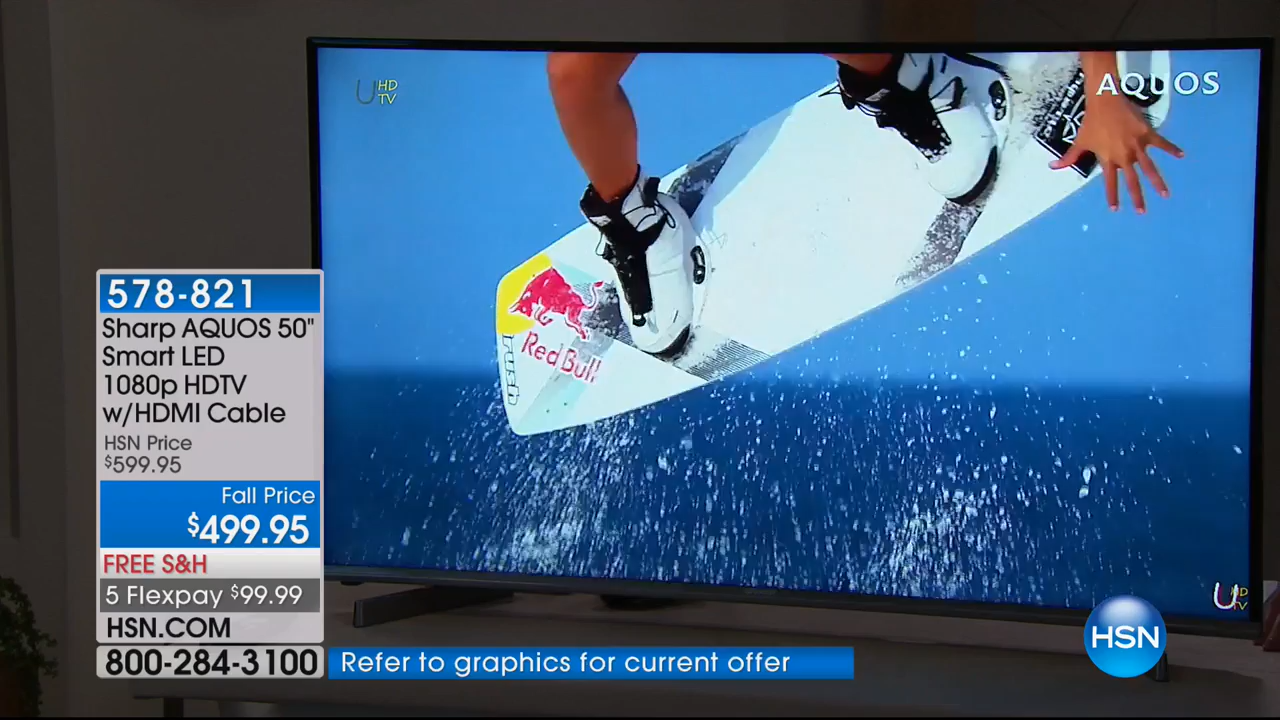 UHD
TV
AQUOS
Red Bull
578-821
Sharp AQUOS 50"
Smart LED
1080p HDTV
w/HDMI Cable
HSN Price
$599.95
Fall Price
$499.95
FREE S&H
5 Flexpay $99.99
HSN.COM
800-284-3100
Refer to graphics for current offer
HSN
UHD
TV